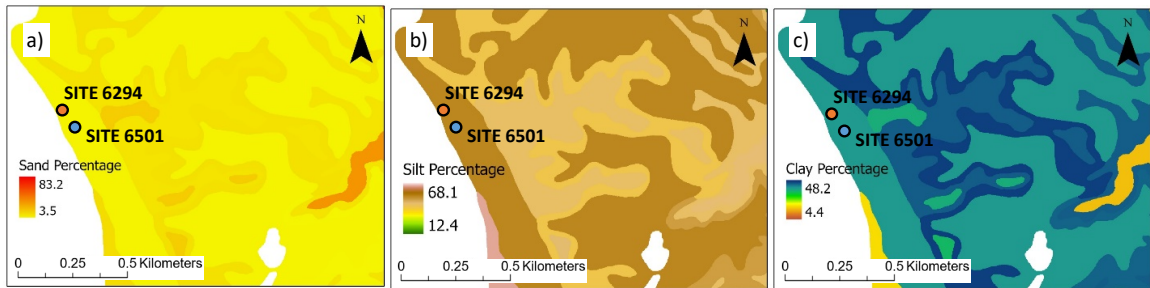 a)
N
SITE 6294
SITE 6501
Sand Percentage
83.2
3.5
0 0.25 0.5 Kilometers
b)
N
SITE 6294
SITE 6501
Silt Percentage
68.1
12.4
0 0.25 0.5 Kilometers
c)
N
SITE 6294
SITE 6501
Clay Percentage
48.2
4.4
0 0.25 0.5 Kilometers